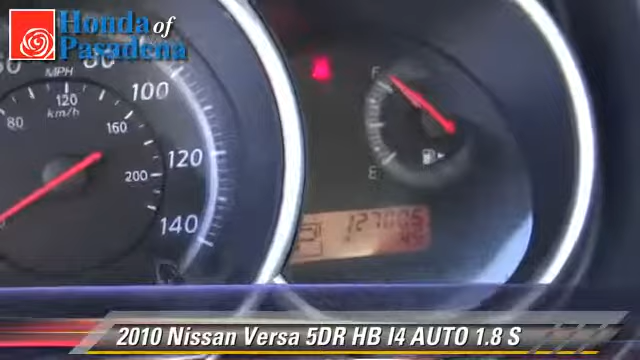 Honda of
Pasadena
80
MPH
100
120
km/h
80
160
120
200
140
F
E
2010 Nissan Versa 5DR HB I4 AUTO 1.8 S